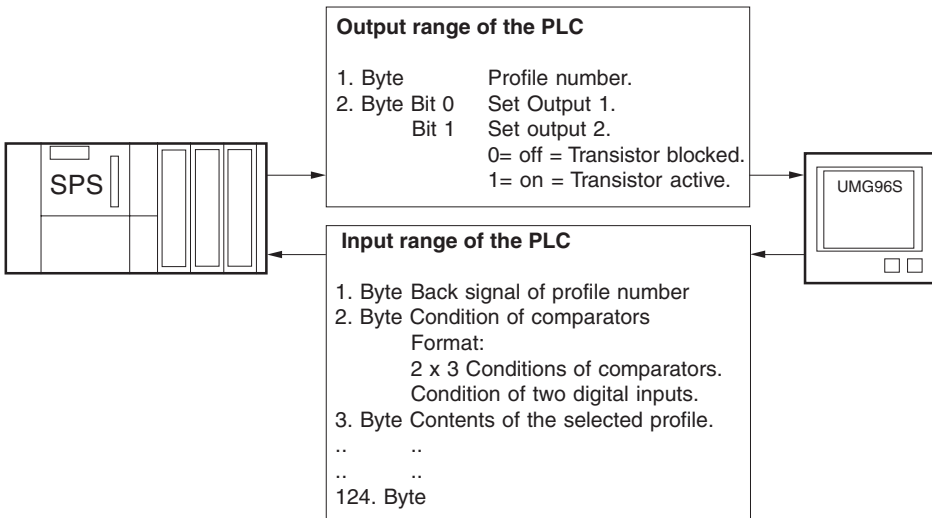 Output range of the PLC
1. Byte Profile number.
2. Byte Bit 0 Set Output 1.
Bit 1 Set output 2.
0= off = Transistor blocked.
1= on = Transistor active.
SPS
UMG96S
Input range of the PLC
1. Byte Back signal of profile number
2. Byte Condition of comparators
Format:
2 x 3 Conditions of comparators.
Condition of two digital inputs.
3. Byte Contents of the selected profile.
.. ..
.. ..
124. Byte